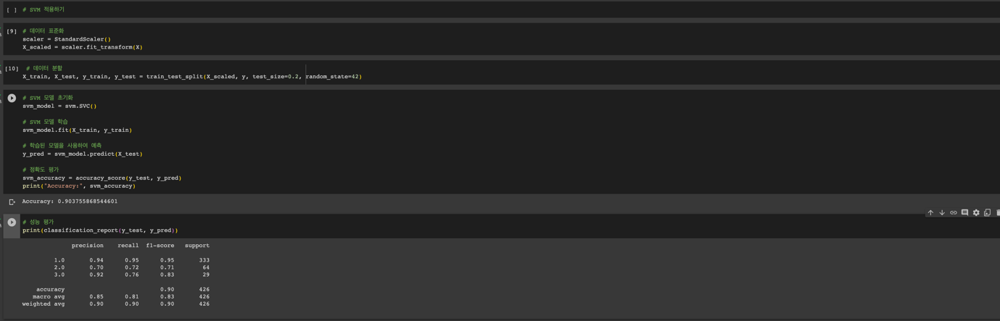 [ ] # SVM 적용하기
[9] # 데이터 표준화
scaler = StandardScaler()
X_scaled = scaler.fit_transform(X)
[10] # 데이터 분할
X_train, X_test, y_train, y_test = train_test_split(X_scaled, y, test_size=0.2, random_state=42)
# SVM 모델 초기화
svm_model = svm.SVC()
# SVM 모델 학습
svm_model.fit(X_train, y_train)
# 학습된 모델을 사용하여 예측
y_pred = svm_model.predict(X_test)
# 정확도 평가
svm_accuracy = accuracy_score(y_test, y_pred)
print("Accuracy:", svm_accuracy)
Accuracy: 0.903755868544601
# 성능 평가
print(classification_report(y_test, y_pred))
precision recall f1-score support
1.0 0.94 0.95 0.95 333
2.0 0.70 0.72 0.71 64
3.0 0.92 0.76 0.83 29
accuracy 0.90 426
macro avg 0.85 0.81 0.83 426
weighted avg 0.90 0.90 0.90 426